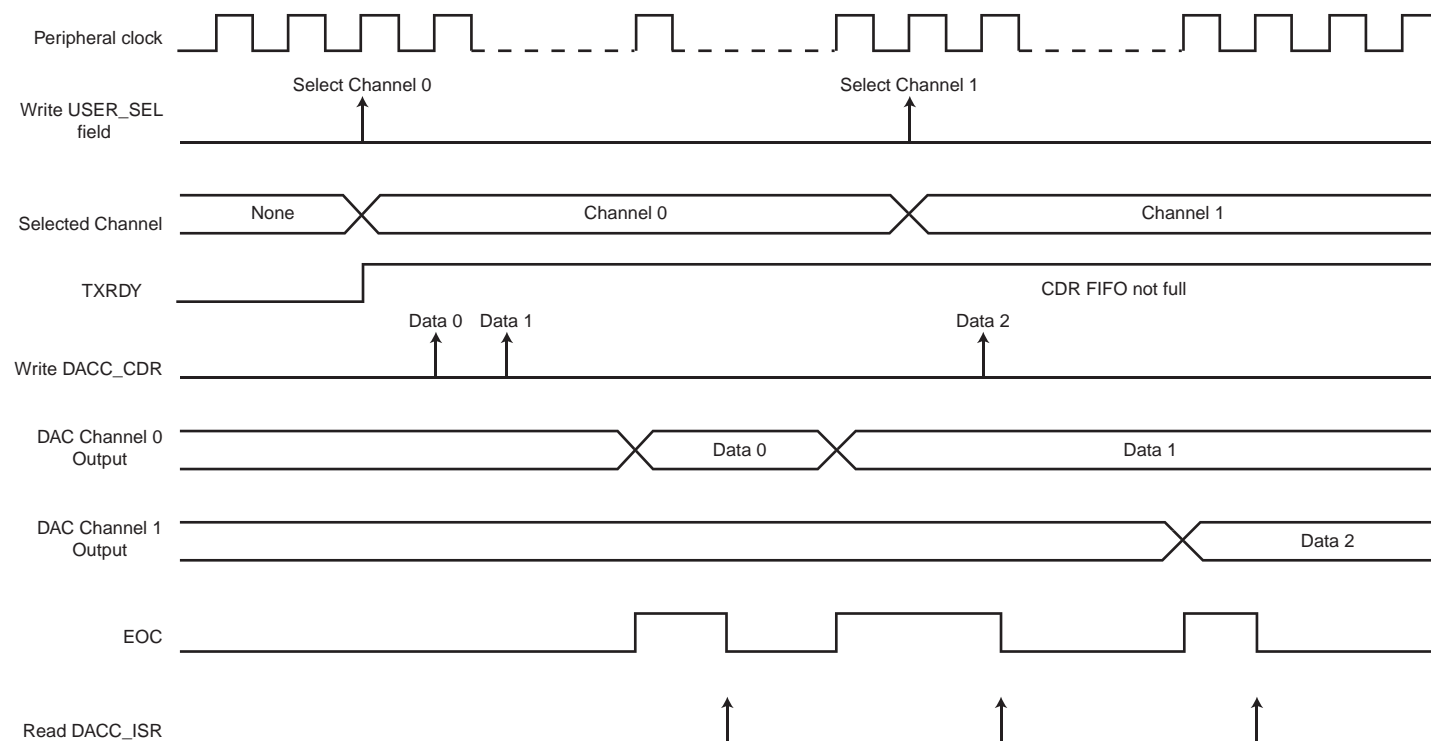 Peripheral clock
Select Channel 0
Select Channel 1
Write USER_SEL
field
None
Channel 0
Channel 1
Selected Channel
TXRDY
CDR FIFO not full
Data 0
Data 1
Data 2
Write DACC_CDR
DAC Channel 0
Output
Data 0
Data 1
DAC Channel 1
Output
Data 2
EOC
Read DACC_ISR